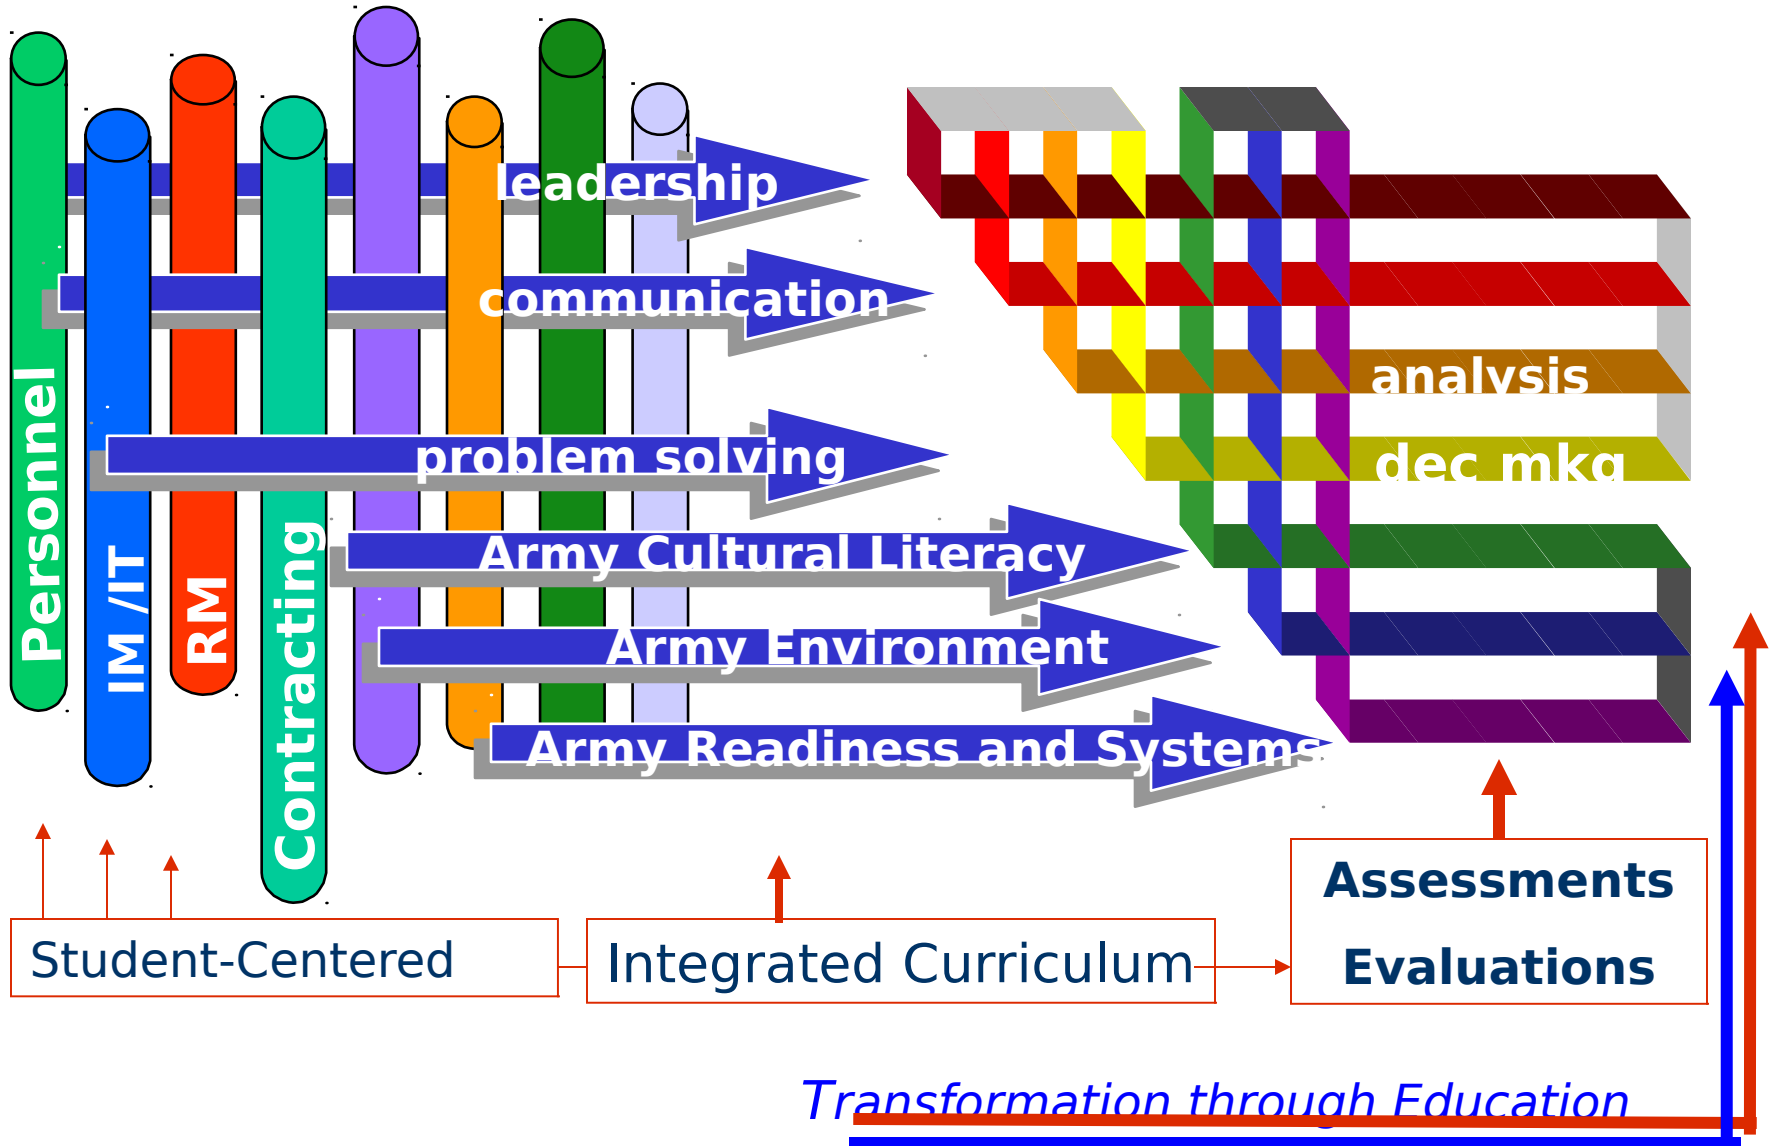 Personnel
IM /IT
RM
Contracting
leadership
communication
problem solving
Army Cultural Literacy
Army Environment
Army Readiness and Systems
analysis
dec mkg
Student-Centered
Integrated Curriculum
Assessments
Evaluations
Transformation through Education